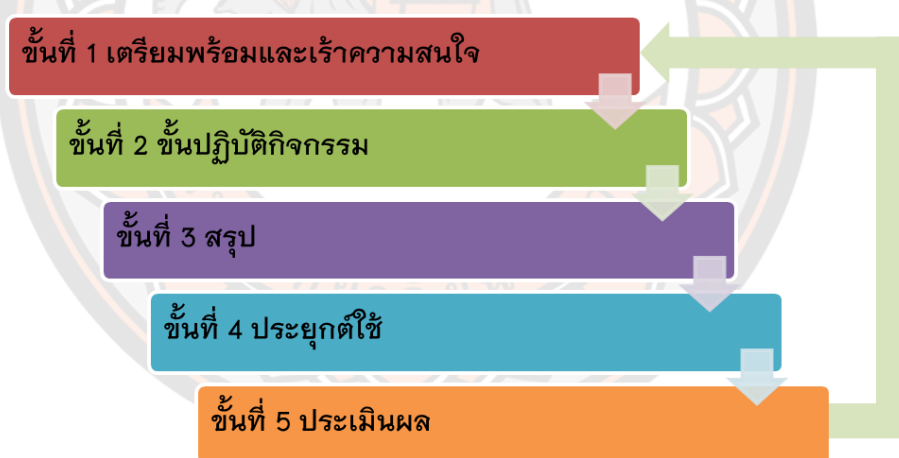 ขั้นที่ 1 เตรียมพร้อมและเร้าความสนใจ
ขั้นที่ 2 ขั้นปฏิบัติกิจกรรม
ขั้นที่ 3 สรุป
ขั้นที่ 4 ประยุกต์ใช้
ขั้นที่ 5 ประเมินผล